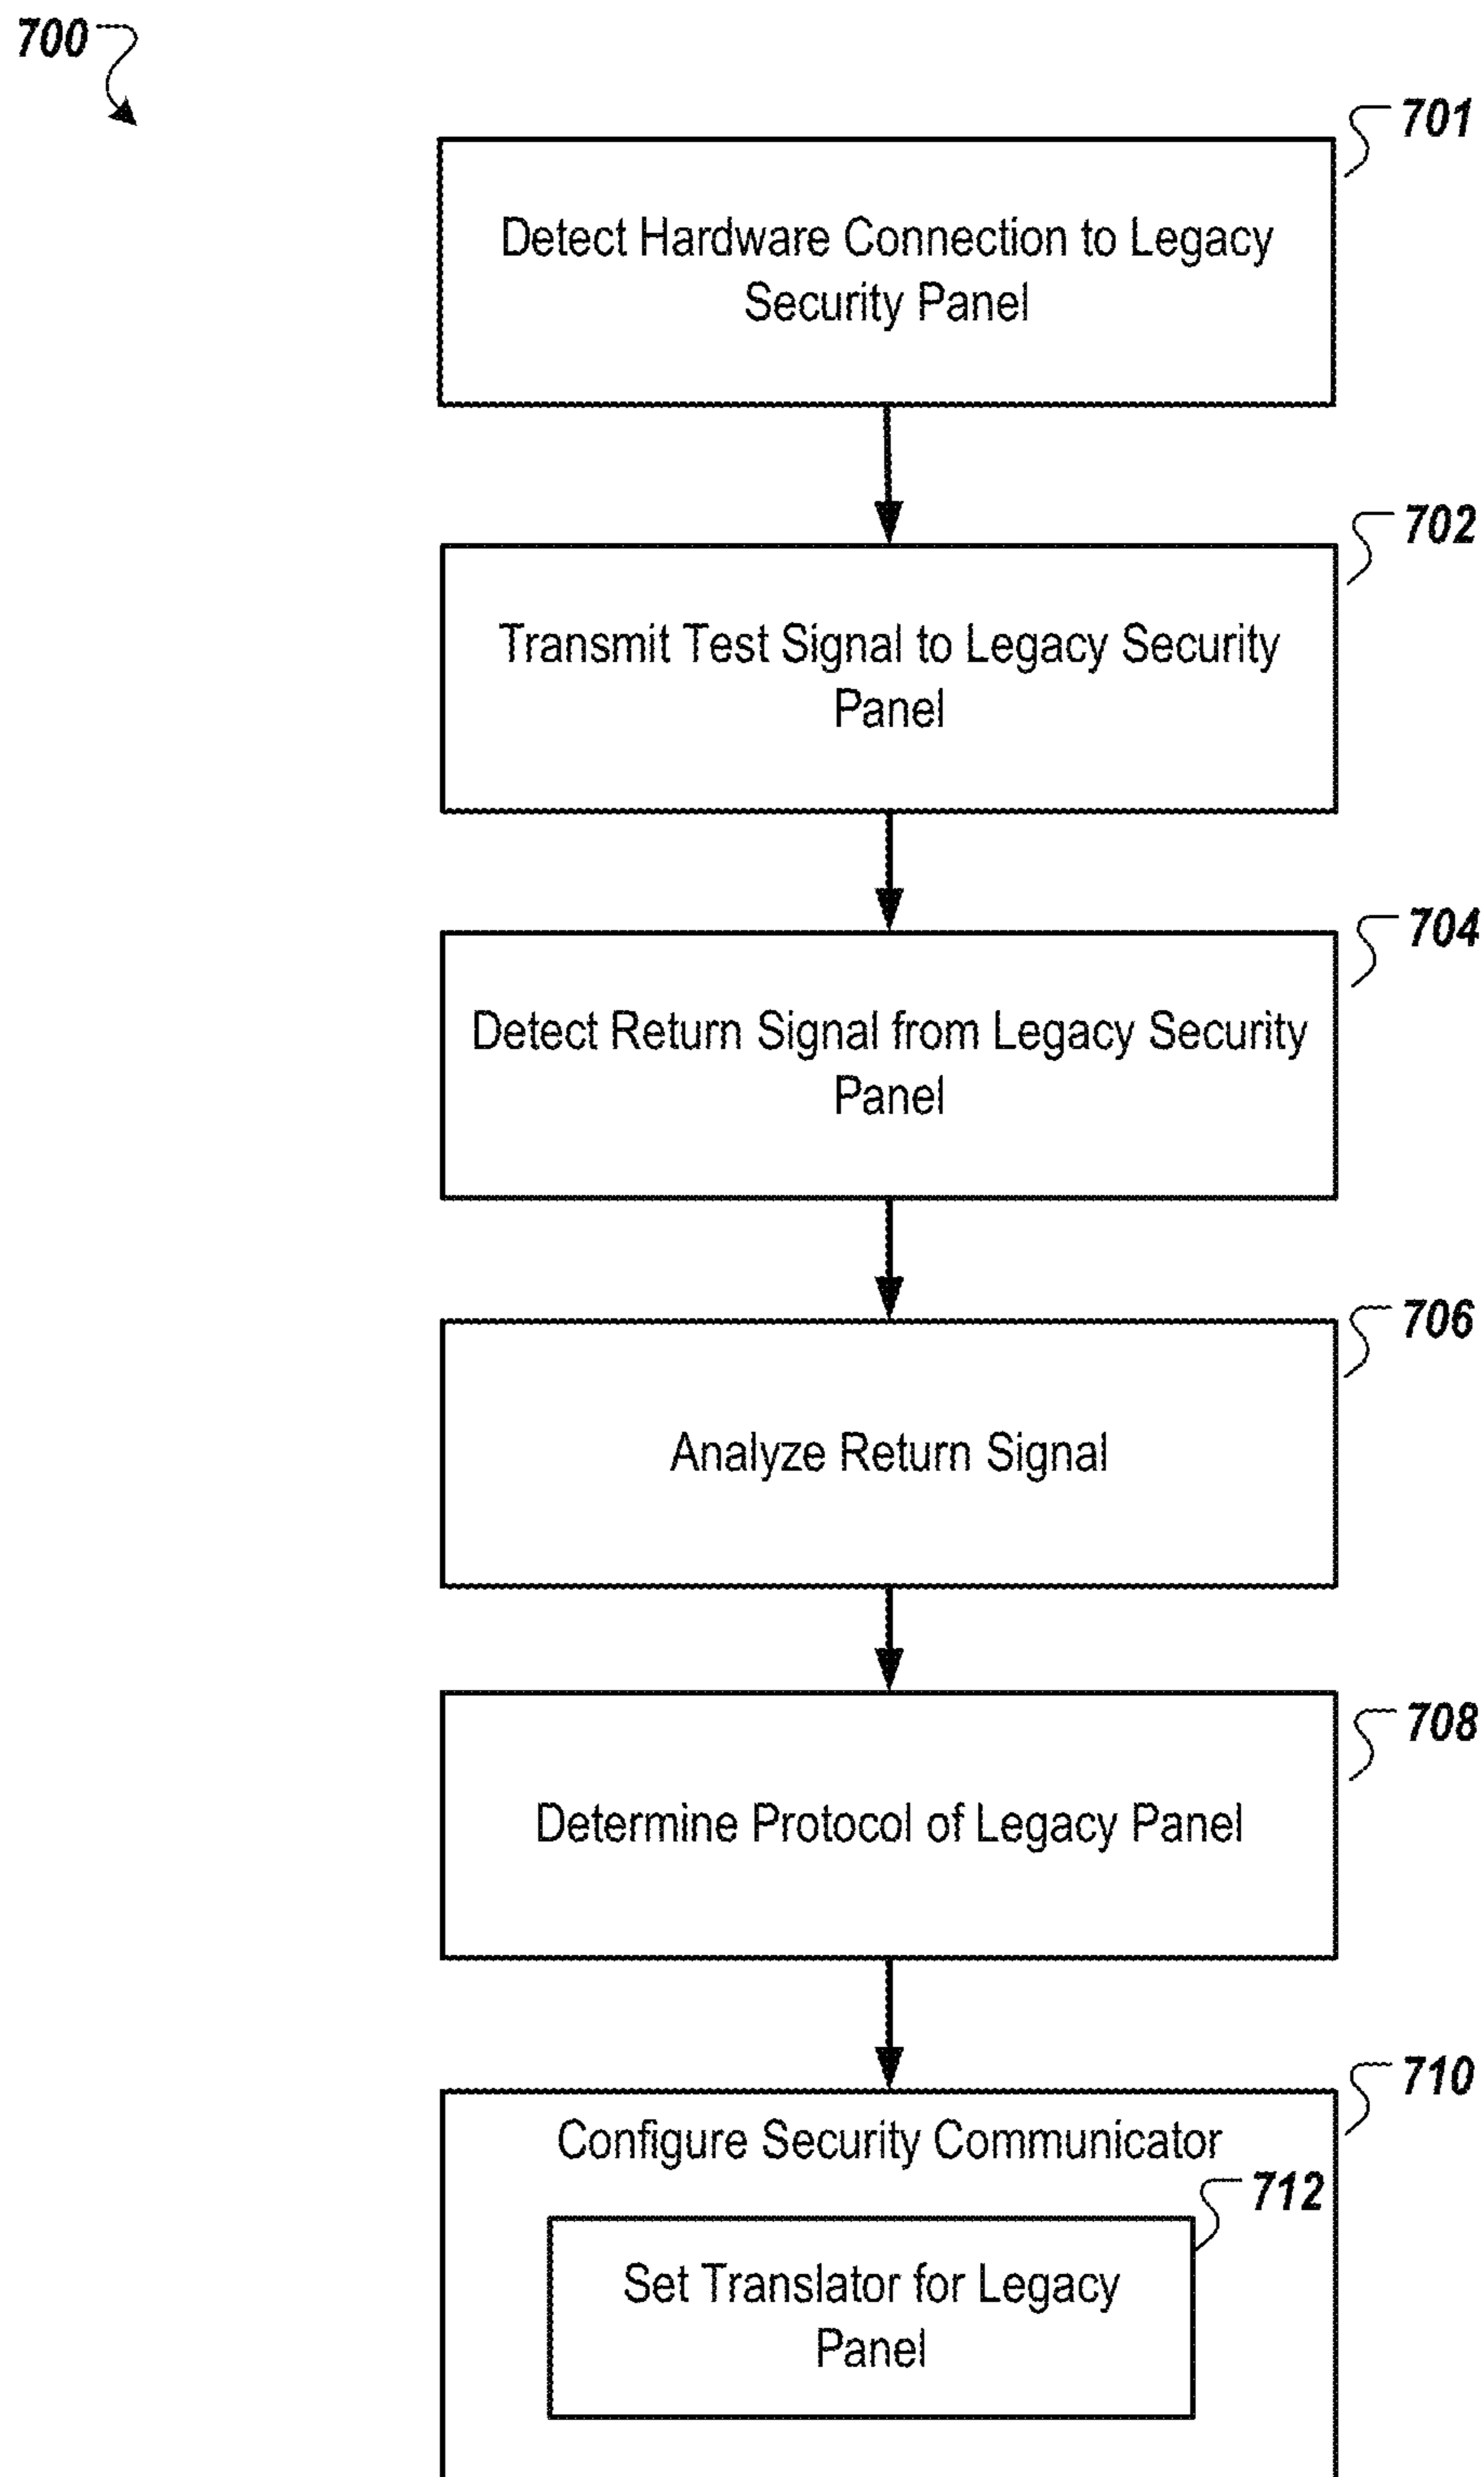 700
701
Detect Hardware Connection to Legacy
Security Panel
702
Transmit Test Signal to Legacy Security
Panel
704
Detect Return Signal from Legacy Security
Panel
706
Analyze Return Signal
708
Determine Protocol of Legacy Panel
710
Configure Security Communicator
712
Set Translator for Legacy
Panel